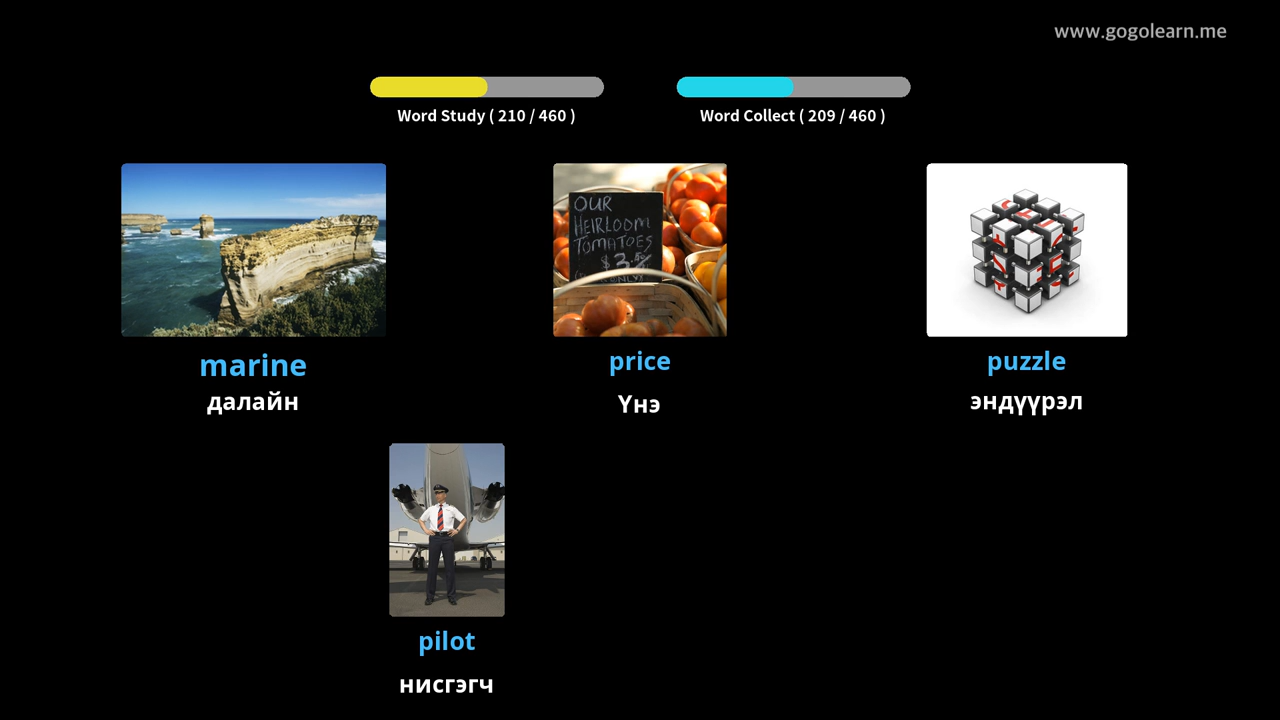 www.gogolearn.me
Word Study ( 210 / 460 )
Word Collect ( 209 / 460 )
OUR
HEIRLOOM
TOMATOES
marine
далайн
price
Үнэ
puzzle
эндүүрэл
pilot
нисгэгч